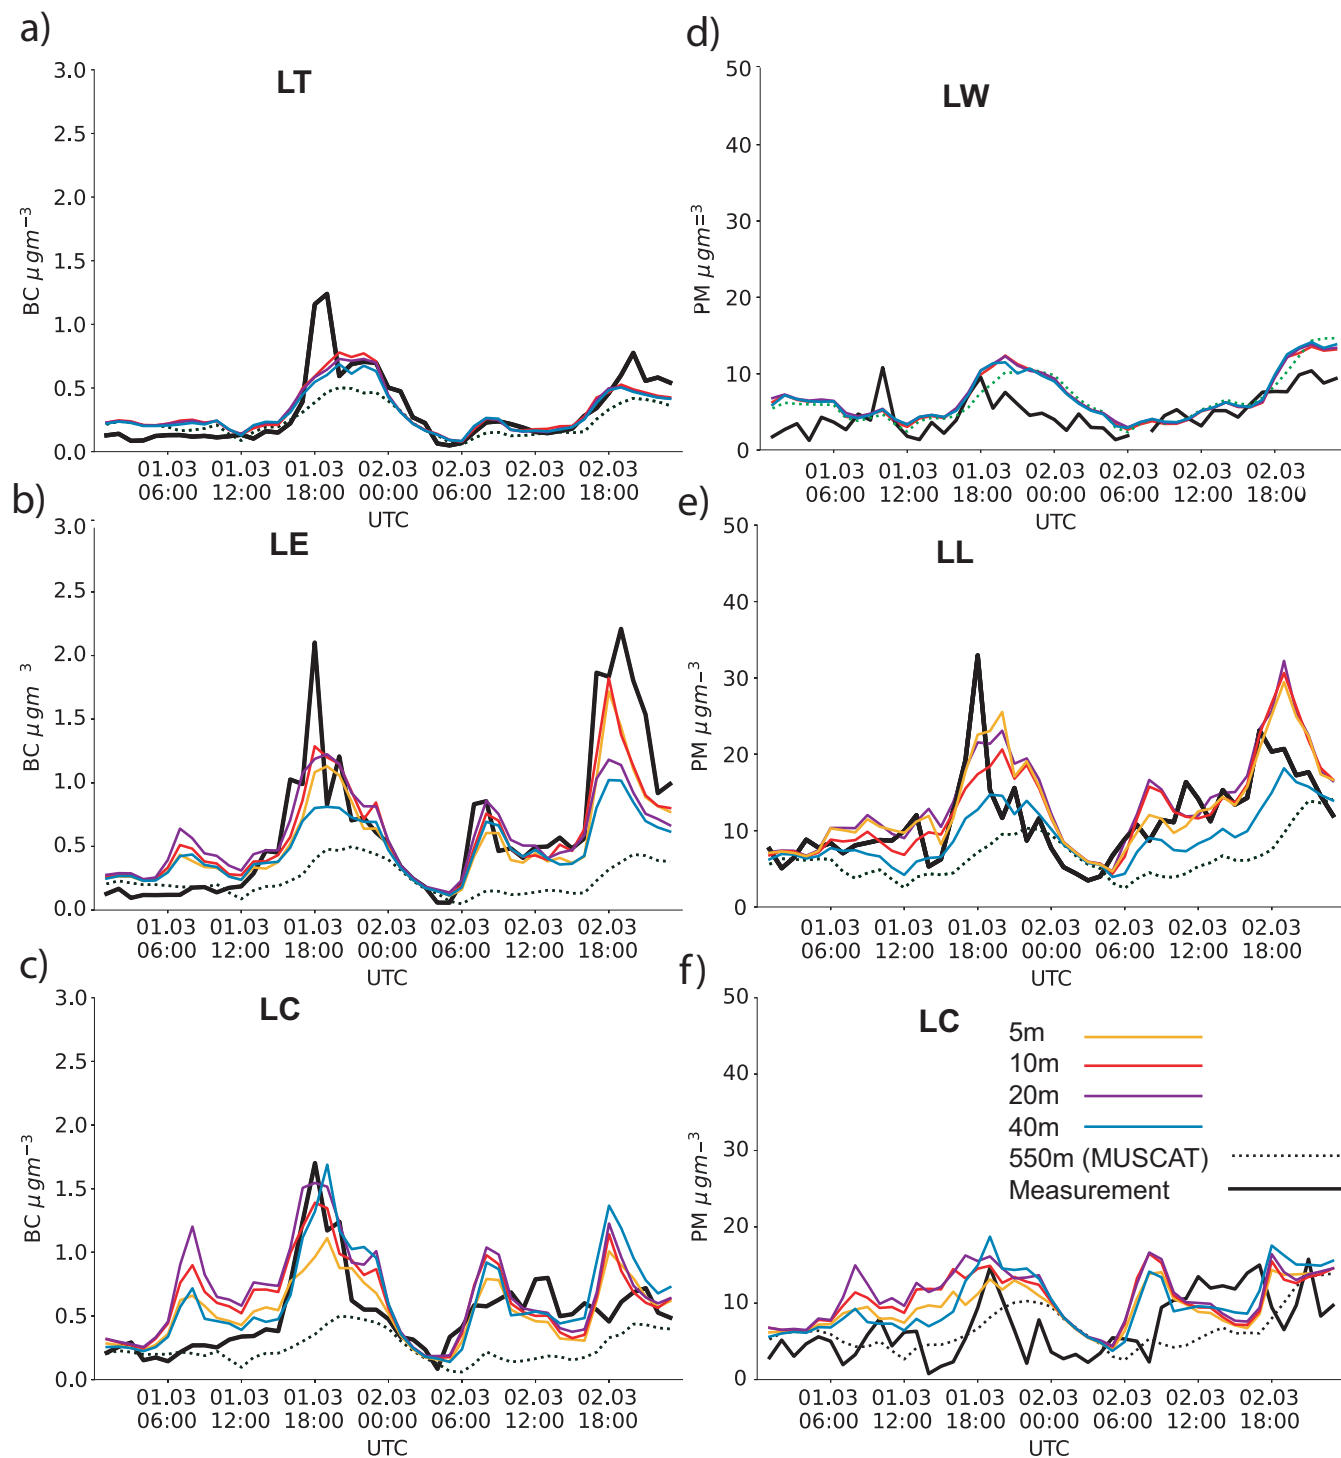 a)
LT
3.0
2.5
2.0
1.5
1.0
0.5
0.0
BC μgm−3
01.03 01.03 01.03 02.03 02.03 02.03 02.03
06:00 12:00 18:00 00:00 06:00 12:00 18:00
UTC
b)
LE
3.0
2.5
2.0
1.5
1.0
0.5
0.0
BC μgm 3
01.03 01.03 01.03 02.03 02.03 02.03 02.03
06:00 12:00 18:00 00:00 06:00 12:00 18:00
UTC
c)
LC
3.0
2.5
2.0
1.5
1.0
0.5
0.0
BC μgm−3
01.03 01.03 01.03 02.03 02.03 02.03 02.03
06:00 12:00 18:00 00:00 06:00 12:00 18:00
UTC
d)
LW
50
40
30
20
10
0
PM μgm=3
01.03 01.03 01.03 02.03 02.03 02.03 02.03
06:00 12:00 18:00 00:00 06:00 12:00 18:00
UTC
e)
LL
50
40
30
20
10
0
PM μgm−3
01.03 01.03 01.03 02.03 02.03 02.03 02.03
06:00 12:00 18:00 00:00 06:00 12:00 18:00
UTC
f)
LC
50
40
30
20
10
0
PM μgm−3
5m
10m
20m
40m
550m (MUSCAT)
Measurement
01.03 01.03 01.03 02.03 02.03 02.03 02.03
06:00 12:00 18:00 00:00 06:00 12:00 18:00
UTC